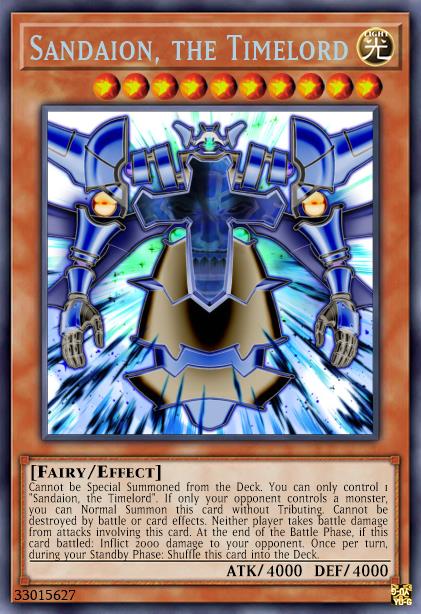 SANDAION, THE TIMELORD
LIGHT
光
[FAIRY/EFFECT]
Cannot be Special Summoned from the Deck. You can only control 1
"Sandaion, the Timelord". If only your opponent controls a monster,
you can Normal Summon this card without Tributing. Cannot be
destroyed by battle or card effects. Neither player takes battle damage
from attacks involving this card. At the end of the Battle Phase, if this
card battled: Inflict 2000 damage to your opponent. Once per turn,
during your Standby Phase: Shuffle this card into the Deck.
ATK/4000 DEF/4000
33015627